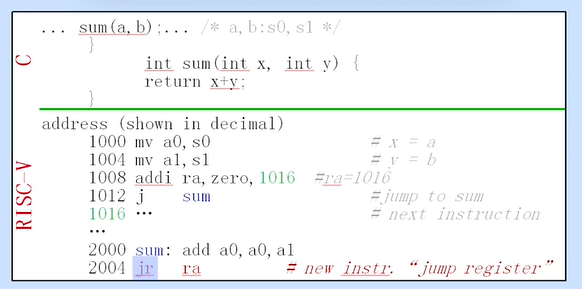 C
... sum(a,b);... /* a,b:s0,s1 */
}
int sum(int x, int y) {
return x+y;
}
RISC-V
address (shown in decimal)
1000 mv a0,s0 # x = a
1004 mv a1,s1 # y = b
1008 addi ra,zero,1016 #ra=1016
1012 j sum #jump to sum
1016 … # next instruction
…
2000 sum: add a0,a0,a1
2004 jr ra # new instr. “jump register”